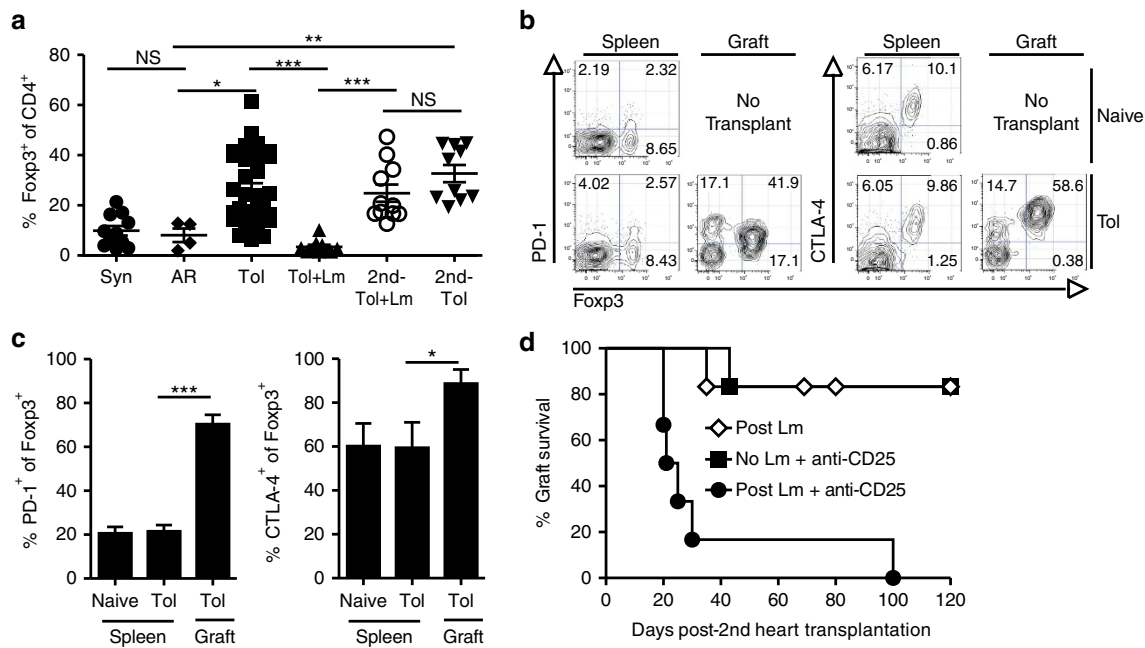 a
% Foxp3⁺ of CD4⁺
80
60
40
20
0
NS
**
*
***
***
NS
Syn
AR
Tol
Tol+Lm
2nd-
Tol+Lm
2nd-
Tol
b
Spleen
Graft
Spleen
Graft
2.19
2.32
8.65
No
Transplant
6.17
10.1
0.86
No
Transplant
Naive
4.02
2.57
8.43
17.1
41.9
17.1
6.05
9.86
1.25
14.7
58.6
0.38
Tol
PD-1
CTLA-4
Foxp3
c
% PD-1⁺ of Foxp3⁺
100
80
60
40
20
0
***
Naive
Tol
Tol
Spleen
Graft
% CTLA-4⁺ of Foxp3⁺
100
80
60
40
20
0
*
Naive
Tol
Tol
Spleen
Graft
d
% Graft survival
100
80
60
40
20
0
Post Lm
No Lm + anti-CD25
Post Lm + anti-CD25
0
20
40
60
80
100
120
Days post-2nd heart transplantation